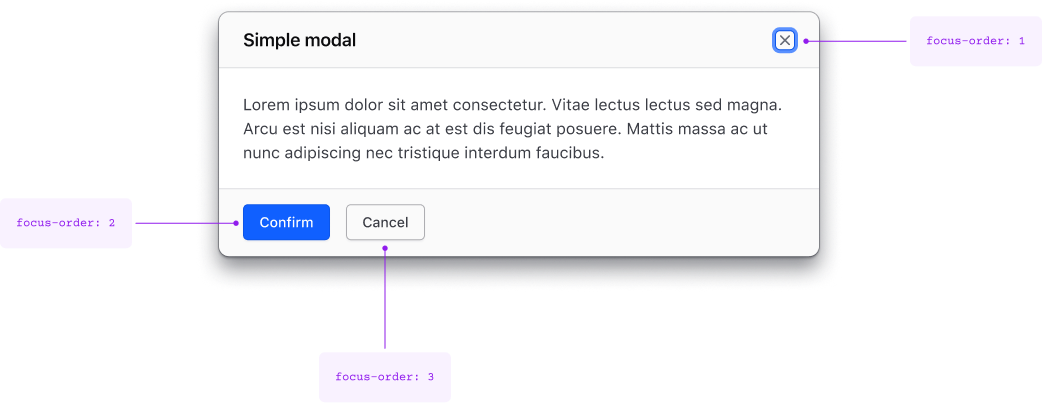 Simple modal
focus-order: 1
Lorem ipsum dolor sit amet consectetur. Vitae lectus lectus sed magna.
Arcu est nisi aliquam ac at est dis feugiat posuere. Mattis massa ac ut
nunc adipiscing nec tristique interdum faucibus.
focus-order: 2
Confirm
Cancel
focus-order: 3